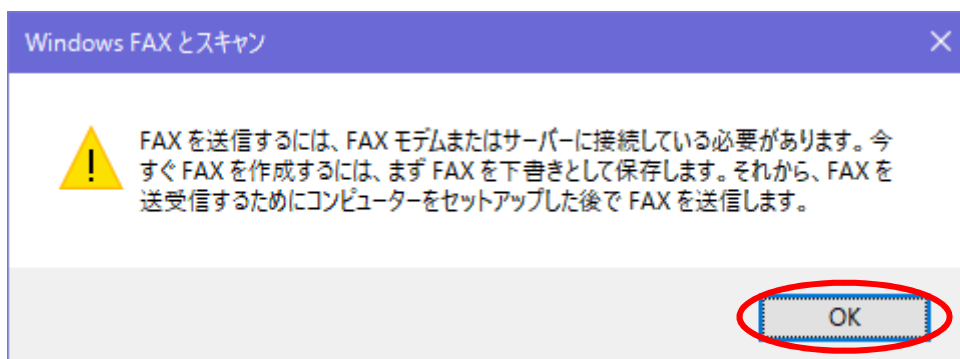 Windows FAX とスキャン
FAX を送信するには、FAX モデムまたはサーバーに接続している必要があります。今
すぐ FAX を作成するには、まず FAX を下書きとして保存します。それから、FAX を
送受信するためにコンピューターをセットアップした後で FAX を送信します。
OK